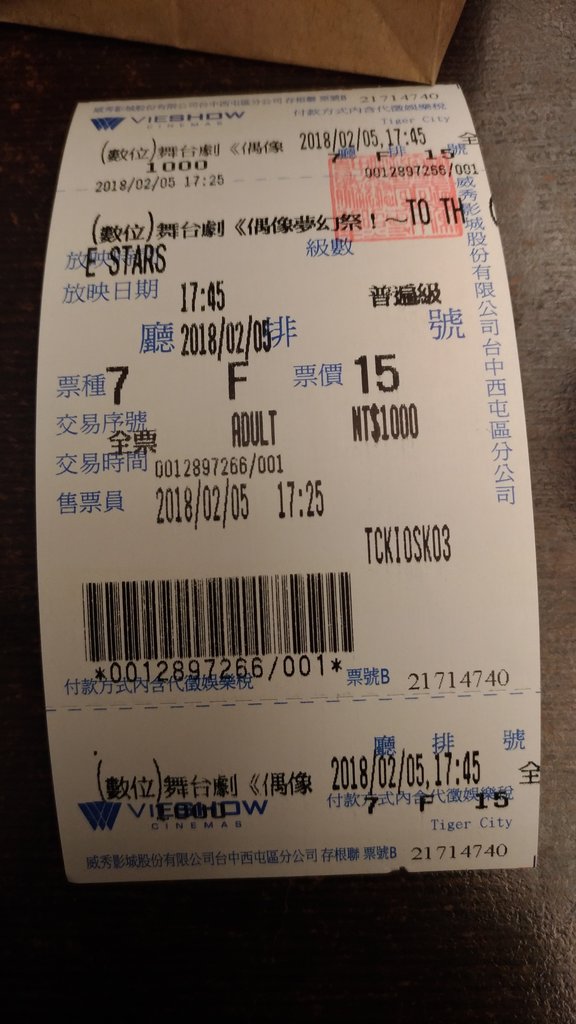 威秀影城股份有限公司台中西屯區分公司 存根聯 票號B 21714740
VIESHOW
CINEMAS
付款方式內含代徵娛樂稅
Tiger City
(數位)舞台劇《偶像 2018/02/05,17:45 全
廳 排 號
1000 7 F 15
2018/02/05 17:25 0012897266/001
(數位)舞台劇《偶像夢幻祭！～TO TH
E STARS
放映 級數
放映日期 17:45 普遍級
廳 2018/02/05 排 號
票種 7 F 票價 15
交易序號
全票 ADULT NT$1000
交易時間 0012897266/001
售票員 2018/02/05 17:25
TCKIOSK03
威秀影城股份有限公司台中西屯區分公司
*0012897266/001*
付款方式內含代徵娛樂稅 票號B 21714740
廳 排 號
(數位)舞台劇《偶像 2018/02/05,17:45 全
VIESHOW 1000 付款方式內含代徵娛樂稅
7 F 15
CINEMAS Tiger City
威秀影城股份有限公司台中西屯區分公司 存根聯 票號B 21714740